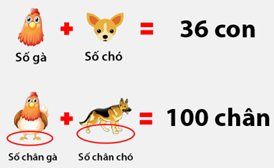 + = 36 con
Số gà Số chó
+ = 100 chân
Số chân gà Số chân chó